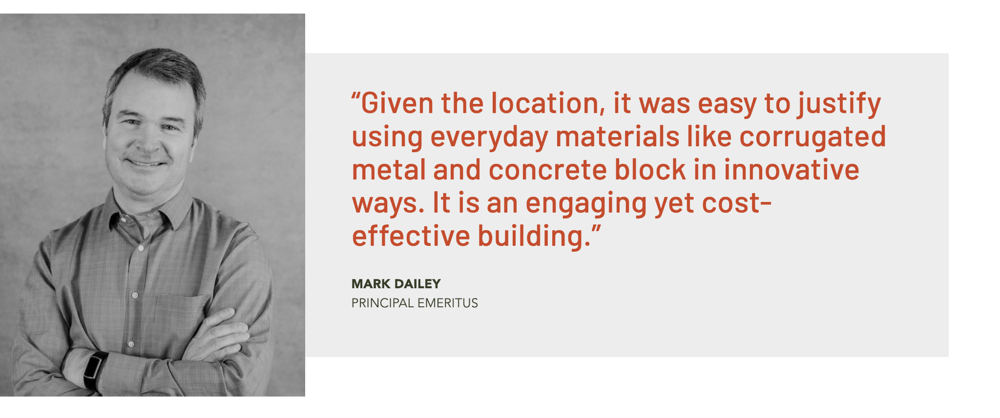 “Given the location, it was easy to justify
using everyday materials like corrugated
metal and concrete block in innovative
ways. It is an engaging yet cost-
effective building.”
MARK DAILEY
PRINCIPAL EMERITUS